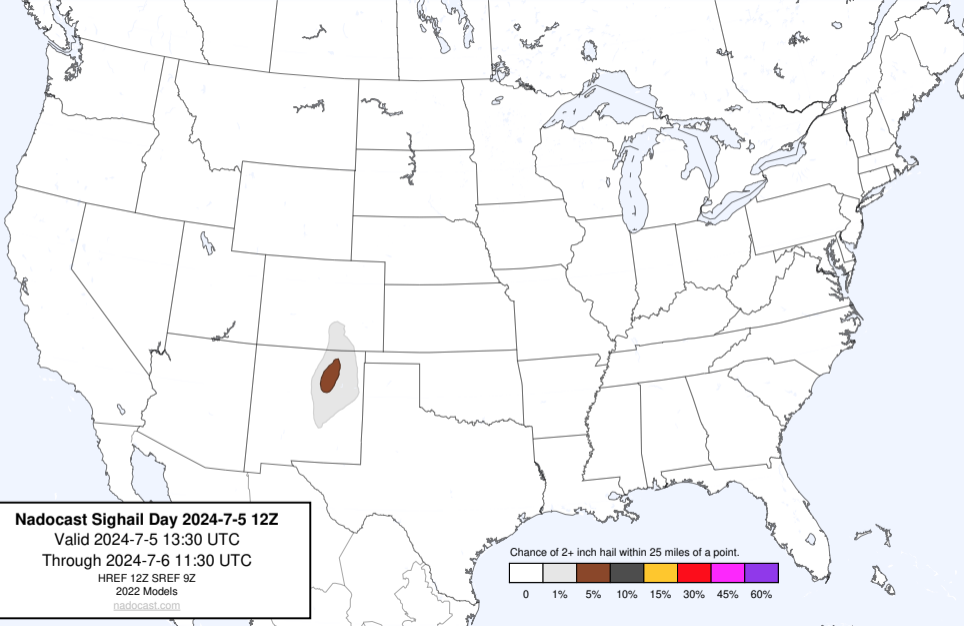 Nadocast Sighail Day 2024-7-5 12Z
Valid 2024-7-5 13:30 UTC
Through 2024-7-6 11:30 UTC
HREF 12Z SREF 9Z
2022 Models
nadocast.com
Chance of 2+ inch hail within 25 miles of a point.
0 1% 5% 10% 15% 30% 45% 60%